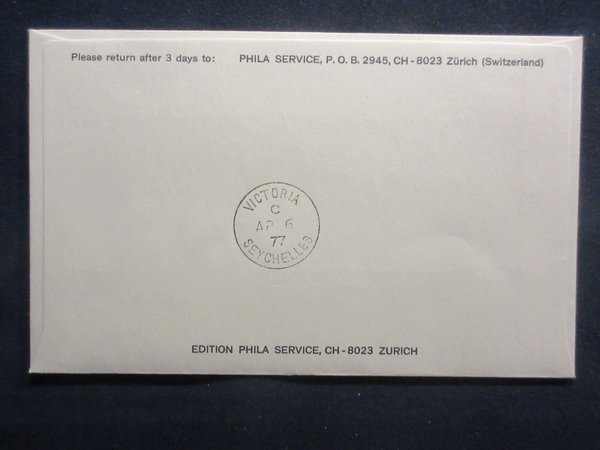 Please return after 3 days to: PHILA SERVICE, P. O. B. 2945, CH - 8023 Zürich (Switzerland)
VICTORIA
C
AP 6
77
SEYCHELLES
EDITION PHILA SERVICE, CH - 8023 ZURICH